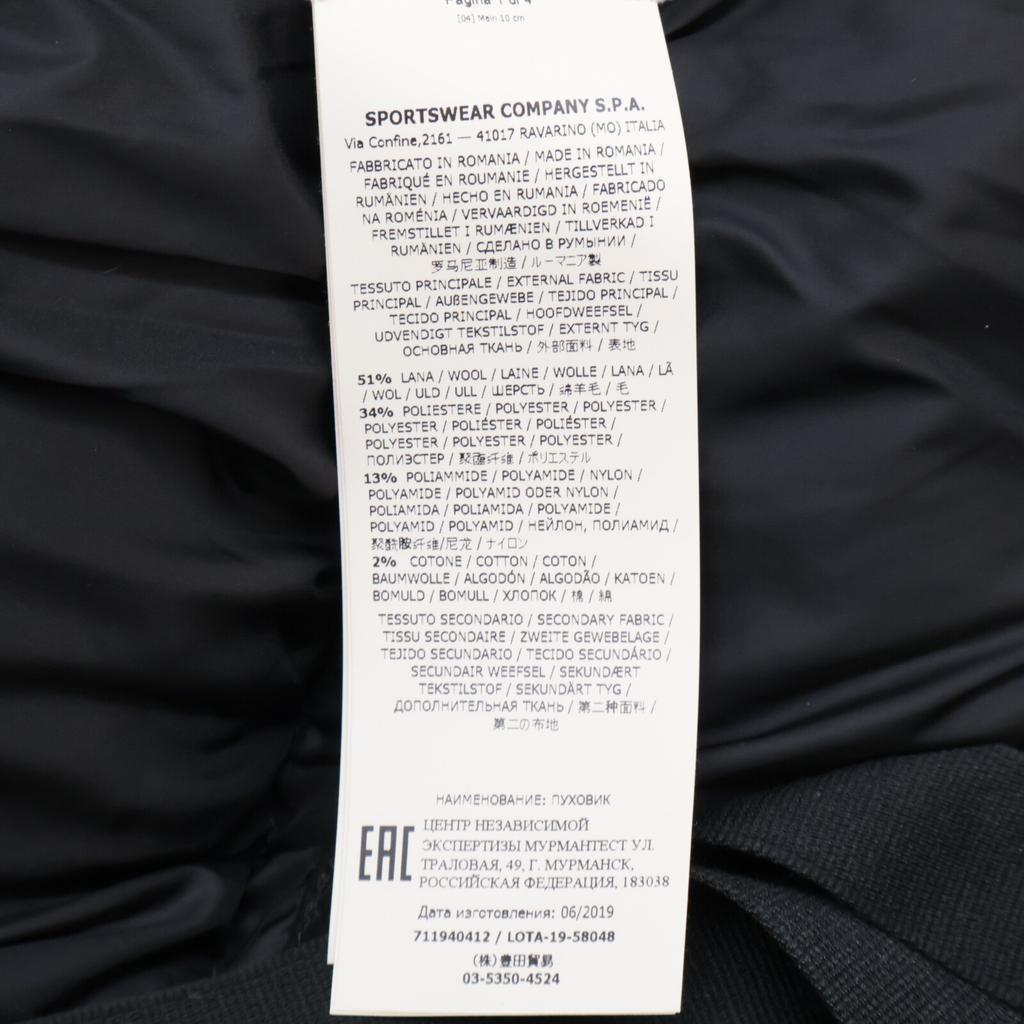 Pagina 1 di 4
[04] Main 10 cm
SPORTSWEAR COMPANY S.P.A.
Via Confine,2161 — 41017 RAVARINO (MO) ITALIA
FABBRICATO IN ROMANIA / MADE IN ROMANIA /
FABRIQUÉ EN ROUMANIE / HERGESTELLT IN
RUMÄNIEN / HECHO EN RUMANIA / FABRICADO
NA ROMÉNIA / VERVAARDIGD IN ROEMENIË /
FREMSTILLET I RUMÆNIEN / TILLVERKAD I
RUMÄNIEN / СДЕЛАНО В РУМЫНИИ /
罗马尼亚制造 / ルーマニア製
TESSUTO PRINCIPALE / EXTERNAL FABRIC / TISSU
PRINCIPAL / AUßENGEWEBE / TEJIDO PRINCIPAL /
TECIDO PRINCIPAL / HOOFDWEEFSEL /
UDVENDIGT TEKSTILSTOF / EXTERNT TYG /
ОСНОВНАЯ ТКАНЬ / 外部面料 / 表地
51% LANA / WOOL / LAINE / WOLLE / LANA / LÃ
/ WOL / ULD / ULL / ШЕРСТЬ / 绵羊毛 / 毛
34% POLIESTERE / POLYESTER / POLYESTER /
POLYESTER / POLIÉSTER / POLIÉSTER /
POLYESTER / POLYESTER / POLYESTER /
ПОЛИЭСТЕР / 聚酯纤维 / ポリエステル
13% POLIAMMIDE / POLYAMIDE / NYLON /
POLYAMIDE / POLYAMID ODER NYLON /
POLIAMIDA / POLIAMIDA / POLYAMIDE /
POLYAMID / POLYAMID / НЕЙЛОН, ПОЛИАМИД /
聚酰胺纤维/尼龙 / ナイロン
2% COTONE / COTTON / COTON /
BAUMWOLLE / ALGODÓN / ALGODÃO / KATOEN /
BOMULD / BOMULL / ХЛОПОК / 棉 / 綿
TESSUTO SECONDARIO / SECONDARY FABRIC /
TISSU SECONDAIRE / ZWEITE GEWEBELAGE /
TEJIDO SECUNDARIO / TECIDO SECUNDÁRIO /
SECUNDAIR WEEFSEL / SEKUNDÆRT
TEKSTILSTOF / SEKUNDÄRT TYG /
ДОПОЛНИТЕЛЬНАЯ ТКАНЬ / 第二种面料 /
第二の布地
НАИМЕНОВАНИЕ: ПУХОВИК
EAC ЦЕНТР НЕЗАВИСИМОЙ
ЭКСПЕРТИЗЫ МУРМАНТЕСТ УЛ.
ТРАЛОВАЯ, 49, Г. МУРМАНСК,
РОССИЙСКАЯ ФЕДЕРАЦИЯ, 183038
Дата изготовления: 06/2019
711940412 / LOTA-19-58048
(株)豊田貿易
03-5350-4524